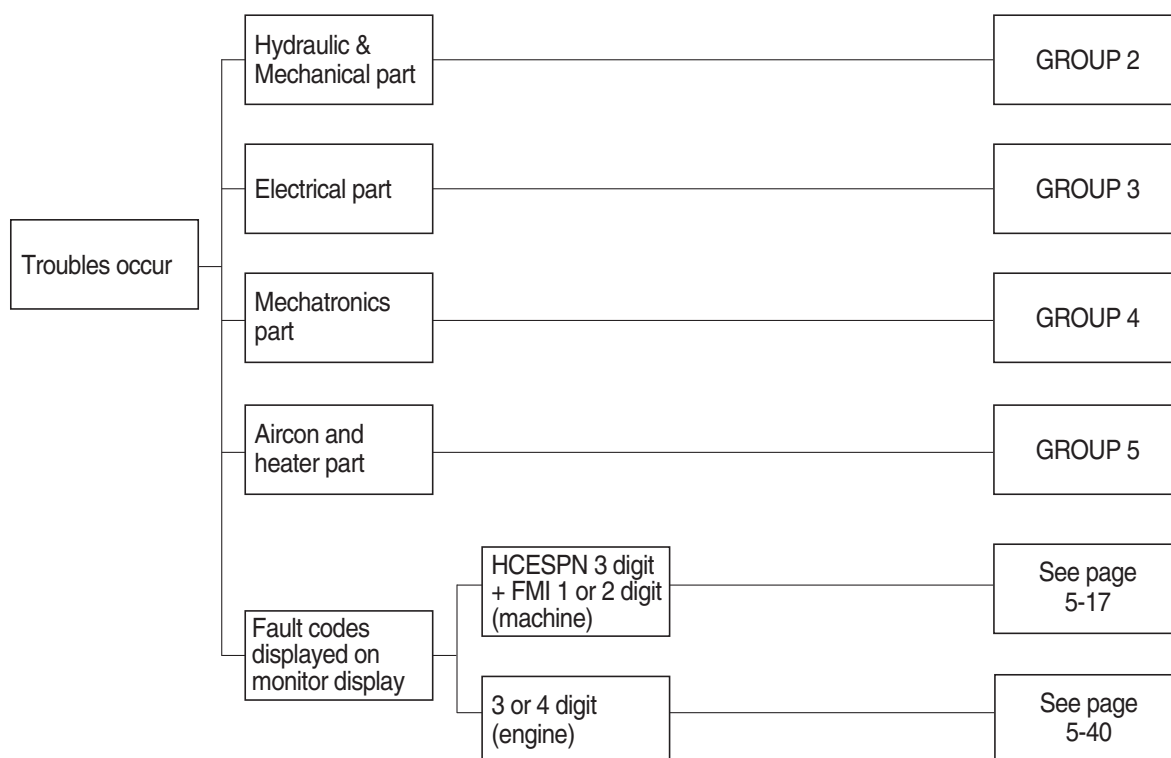 Hydraulic &
Mechanical part
GROUP 2
Electrical part
GROUP 3
Troubles occur
Mechatronics
part
GROUP 4
Aircon and
heater part
GROUP 5
Fault codes
displayed on
monitor display
HCESPN 3 digit
+ FMI 1 or 2 digit
(machine)
See page
5-17
3 or 4 digit
(engine)
See page
5-40